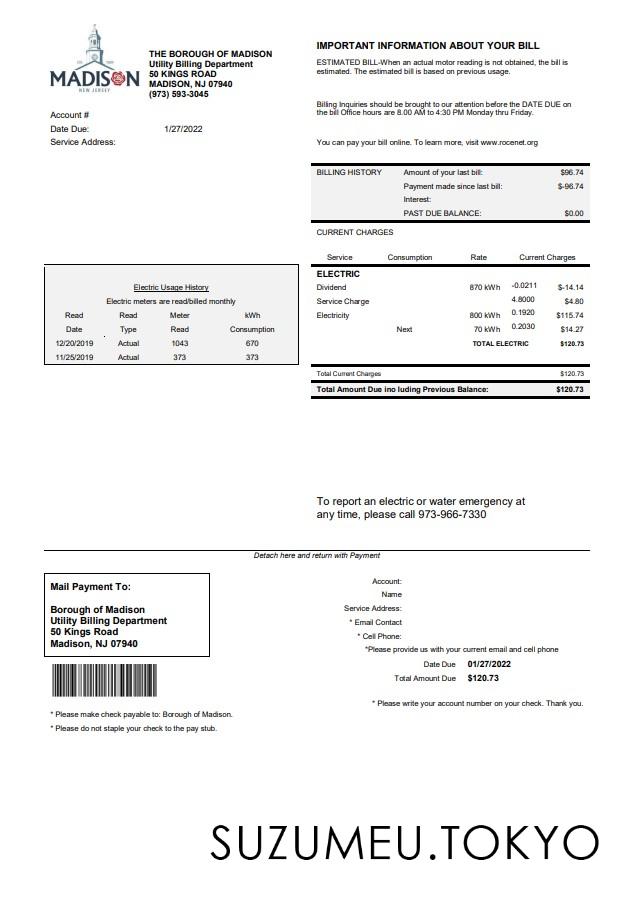 MADISON
NEW JERSEY
THE BOROUGH OF MADISON
Utility Billing Department
50 KINGS ROAD
MADISON, NJ 07940
(973) 593-3045
Account #
Date Due: 1/27/2022
Service Address:
IMPORTANT INFORMATION ABOUT YOUR BILL
ESTIMATED BILL-When an actual motor reading is not obtained, the bill is
estimated. The estimated bill is based on previous usage.
Billing Inquiries should be brought to our attention before the DATE DUE on
the bill Office hours are 8.00 AM to 4:30 PM Monday thru Friday.
You can pay your bill online. To learn more, visit www.rocenet.org
BILLING HISTORY Amount of your last bill: $96.74
Payment made since last bill: $-96.74
Interest:
PAST DUE BALANCE: $0.00
CURRENT CHARGES
Service Consumption Rate Current Charges
ELECTRIC
Dividend 870 kWh -0.0211 $-14.14
Service Charge 4.8000 $4.80
Electricity 800 kWh 0.1920 $115.74
Next 70 kWh 0.2030 $14.27
TOTAL ELECTRIC $120.73
Total Current Charges $120.73
Total Amount Due ino luding Previous Balance: $120.73
Electric Usage History
Electric meters are read/billed monthly
Read Read Meter kWh
Date Type Read Consumption
12/20/2019 Actual 1043 670
11/25/2019 Actual 373 373
To report an electric or water emergency at
any time, please call 973-966-7330
Detach here and return with Payment
Mail Payment To:
Borough of Madison
Utility Billing Department
50 Kings Road
Madison, NJ 07940
* Please make check payable to: Borough of Madison.
* Please do not staple your check to the pay stub.
Account:
Name
Service Address:
* Email Contact
* Cell Phone:
*Please provide us with your current email and cell phone
Date Due 01/27/2022
Total Amount Due $120.73
* Please write your account number on your check. Thank you.
SUZUMEU.TOKYO